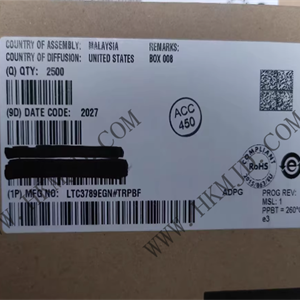 COUNTRY OF ASSEMBLY: MALAYSIA REMARKS:
COUNTRY OF DIFFUSION: UNITED STATES BOX 008
(Q) QTY: 2500
(9D) DATE CODE: 2027
ACC
450
COMPLIANT
RoHS
(1P) MFG NO: LTC3789EGN#TRPBF
ADPG
PROG REV:
MSL: 1
PPBT = 260°C
e3
WWW.HKMJD.COM